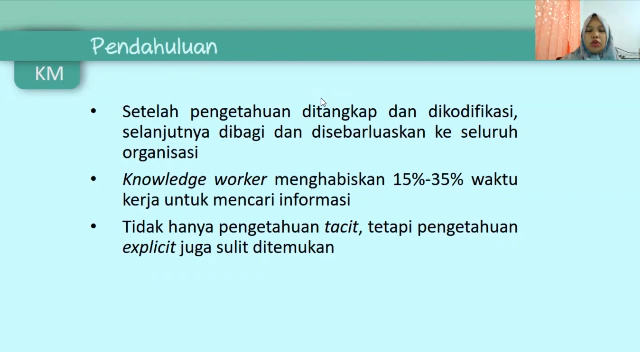 Pendahuluan
KM
• Setelah pengetahuan ditangkap dan dikodifikasi,
selanjutnya dibagi dan disebarluaskan ke seluruh
organisasi
• Knowledge worker menghabiskan 15%-35% waktu
kerja untuk mencari informasi
• Tidak hanya pengetahuan tacit, tetapi pengetahuan
explicit juga sulit ditemukan